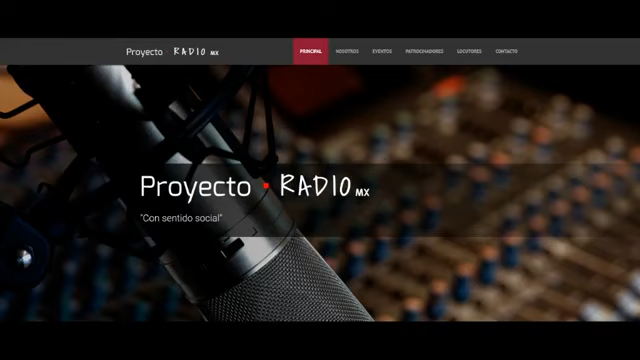 Proyecto RADIO MX
PRINCIPAL NOSOTROS EVENTOS PATROCINADORES LOCUTORES CONTACTO
Proyecto • RADIO MX
"Con sentido social"